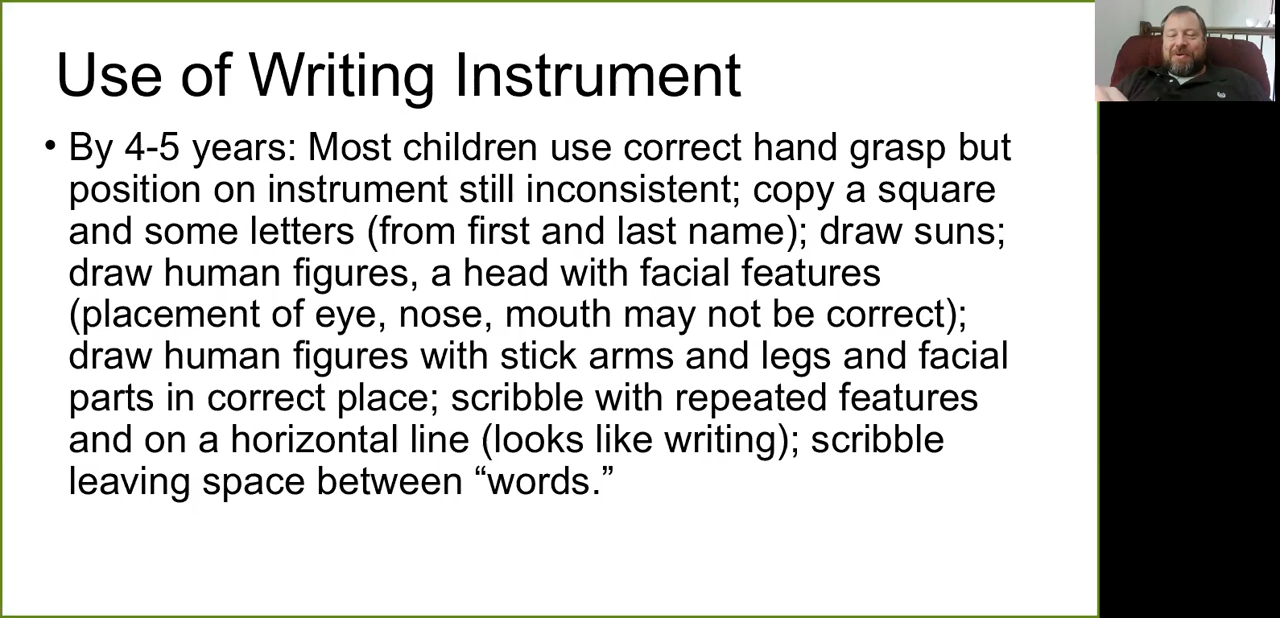 Use of Writing Instrument
• By 4-5 years: Most children use correct hand grasp but
position on instrument still inconsistent; copy a square
and some letters (from first and last name); draw suns;
draw human figures, a head with facial features
(placement of eye, nose, mouth may not be correct);
draw human figures with stick arms and legs and facial
parts in correct place; scribble with repeated features
and on a horizontal line (looks like writing); scribble
leaving space between “words.”